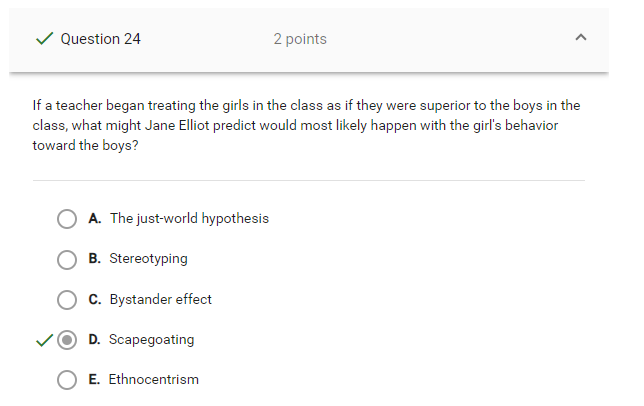 Question 24 2 points
If a teacher began treating the girls in the class as if they were superior to the boys in the
class, what might Jane Elliot predict would most likely happen with the girl's behavior
toward the boys?
A. The just-world hypothesis
B. Stereotyping
C. Bystander effect
D. Scapegoating
E. Ethnocentrism